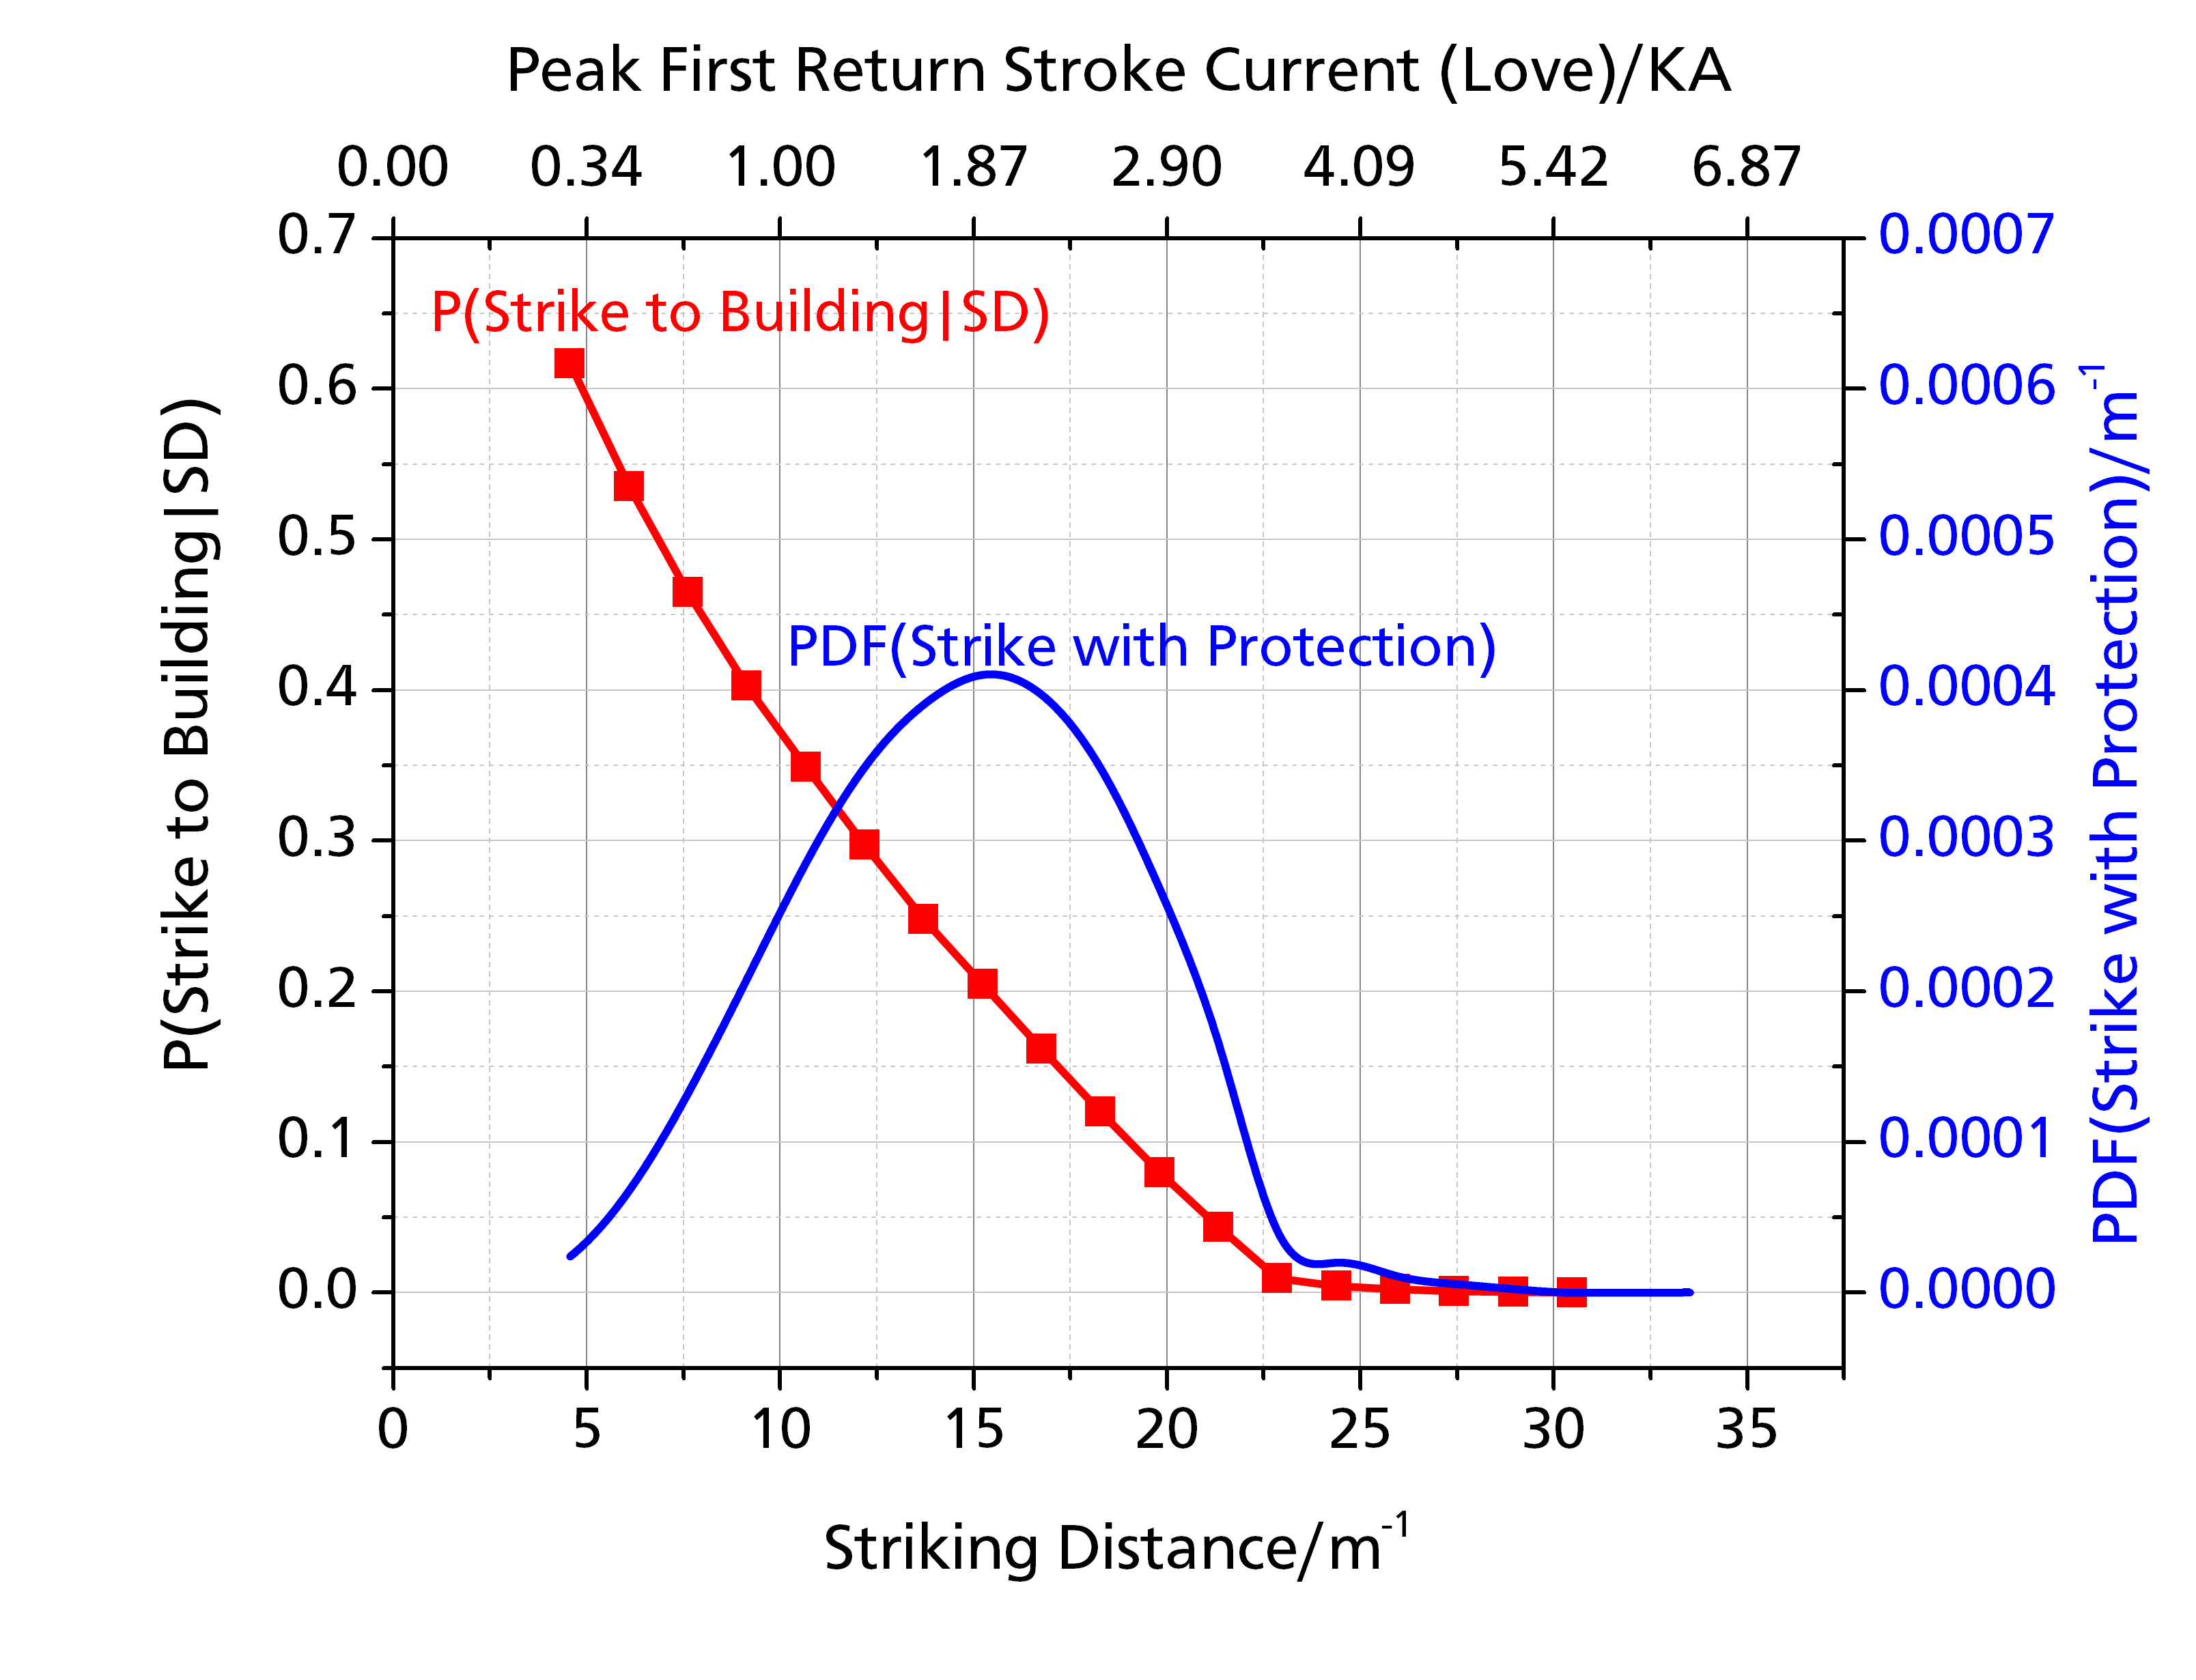 Peak First Return Stroke Current (Love)/KA
0.00 0.34 1.00 1.87 2.90 4.09 5.42 6.87
0.7
0.6
0.5
0.4
0.3
0.2
0.1
0.0
P(Strike to Building|SD)
P(Strike to Building|SD)
PDF(Strike with Protection)
0.0007
0.0006
0.0005
0.0004
0.0003
0.0002
0.0001
0.0000
PDF(Strike with Protection)/m⁻¹
0 5 10 15 20 25 30 35
Striking Distance/m⁻¹